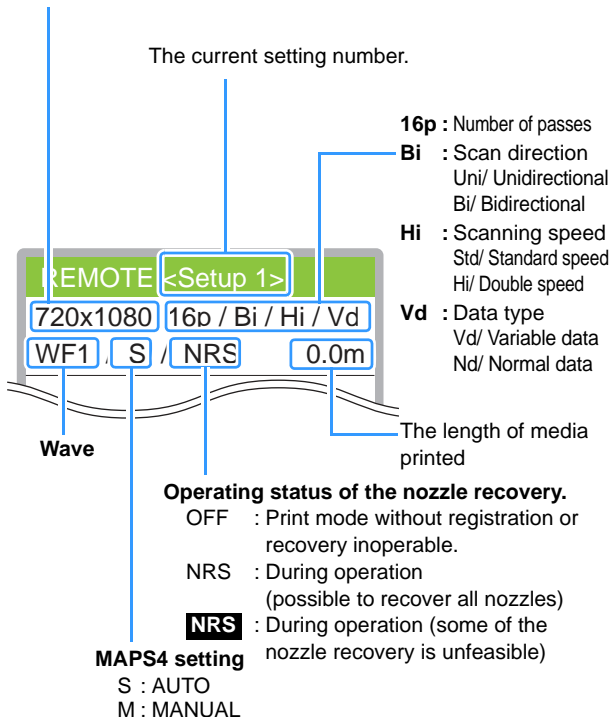 The current setting number.
16p : Number of passes
Bi : Scan direction
Uni/ Unidirectional
Bi/ Bidirectional
Hi : Scanning speed
Std/ Standard speed
Hi/ Double speed
Vd : Data type
Vd/ Variable data
Nd/ Normal data
REMOTE <Setup 1>
720x1080 16p / Bi / Hi / Vd
WF1 / S / NRS 0.0m
Wave
The length of media
printed
Operating status of the nozzle recovery.
OFF : Print mode without registration or
recovery inoperable.
NRS : During operation
(possible to recover all nozzles)
NRS : During operation (some of the
nozzle recovery is unfeasible)
MAPS4 setting
S : AUTO
M : MANUAL